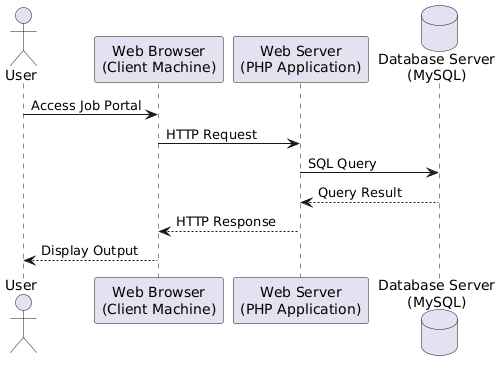 User
Web Browser
(Client Machine)
Web Server
(PHP Application)
Database Server
(MySQL)
Access Job Portal
HTTP Request
SQL Query
Query Result
HTTP Response
Display Output
User
Web Browser
(Client Machine)
Web Server
(PHP Application)
Database Server
(MySQL)